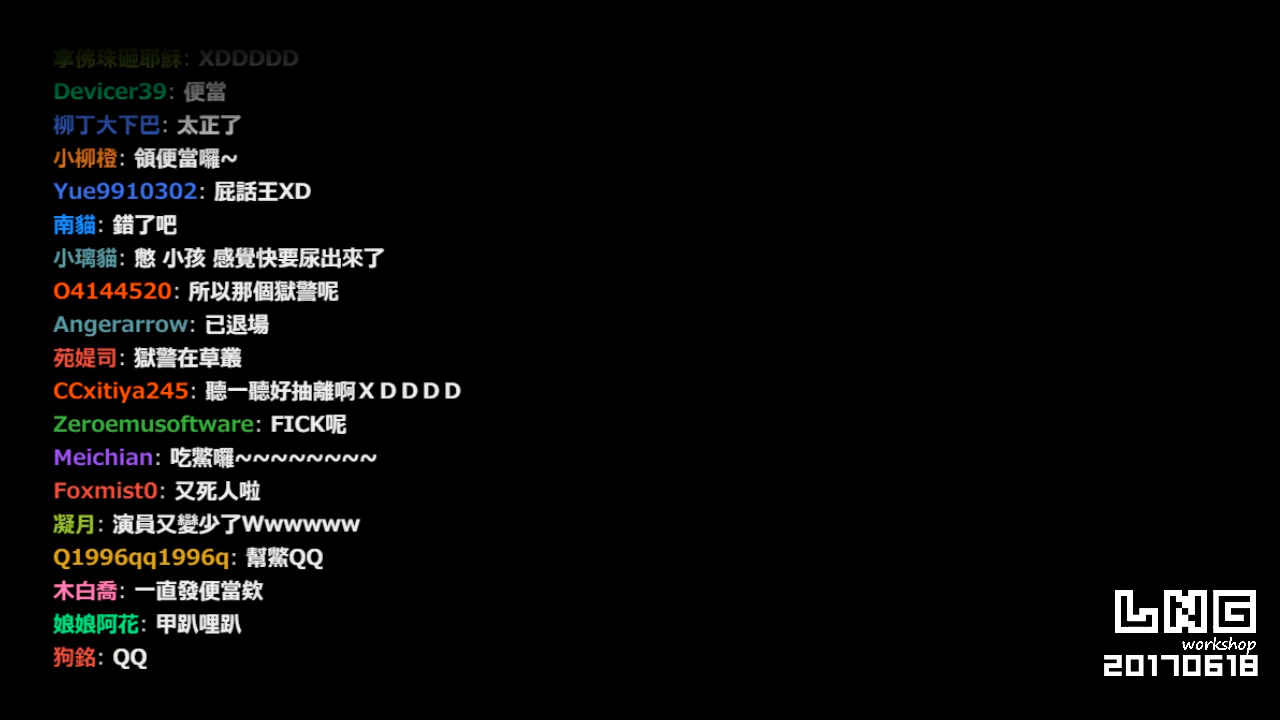 拿佛珠砸耶穌: XDDDDD
Devicer39: 便當
柳丁大下巴: 太正了
小柳橙: 領便當囉~
Yue9910302: 屁話王XD
南貓: 錯了吧
小璃貓: 憋 小孩 感覺快要尿出來了
O4144520: 所以那個獄警呢
Angerarrow: 已退場
苑媞司: 獄警在草叢
CCxitiya245: 聽一聽好抽離啊ＸＤＤＤＤ
Zeroemusoftware: FICK呢
Meichian: 吃鱉囉~~~~~~~~
Foxmist0: 又死人啦
凝月: 演員又變少了Wwwwww
Q1996qq1996q: 幫鱉QQ
木白喬: 一直發便當欸
娘娘阿花: 甲趴哩趴
狗銘: QQ
LNG
workshop
20170618